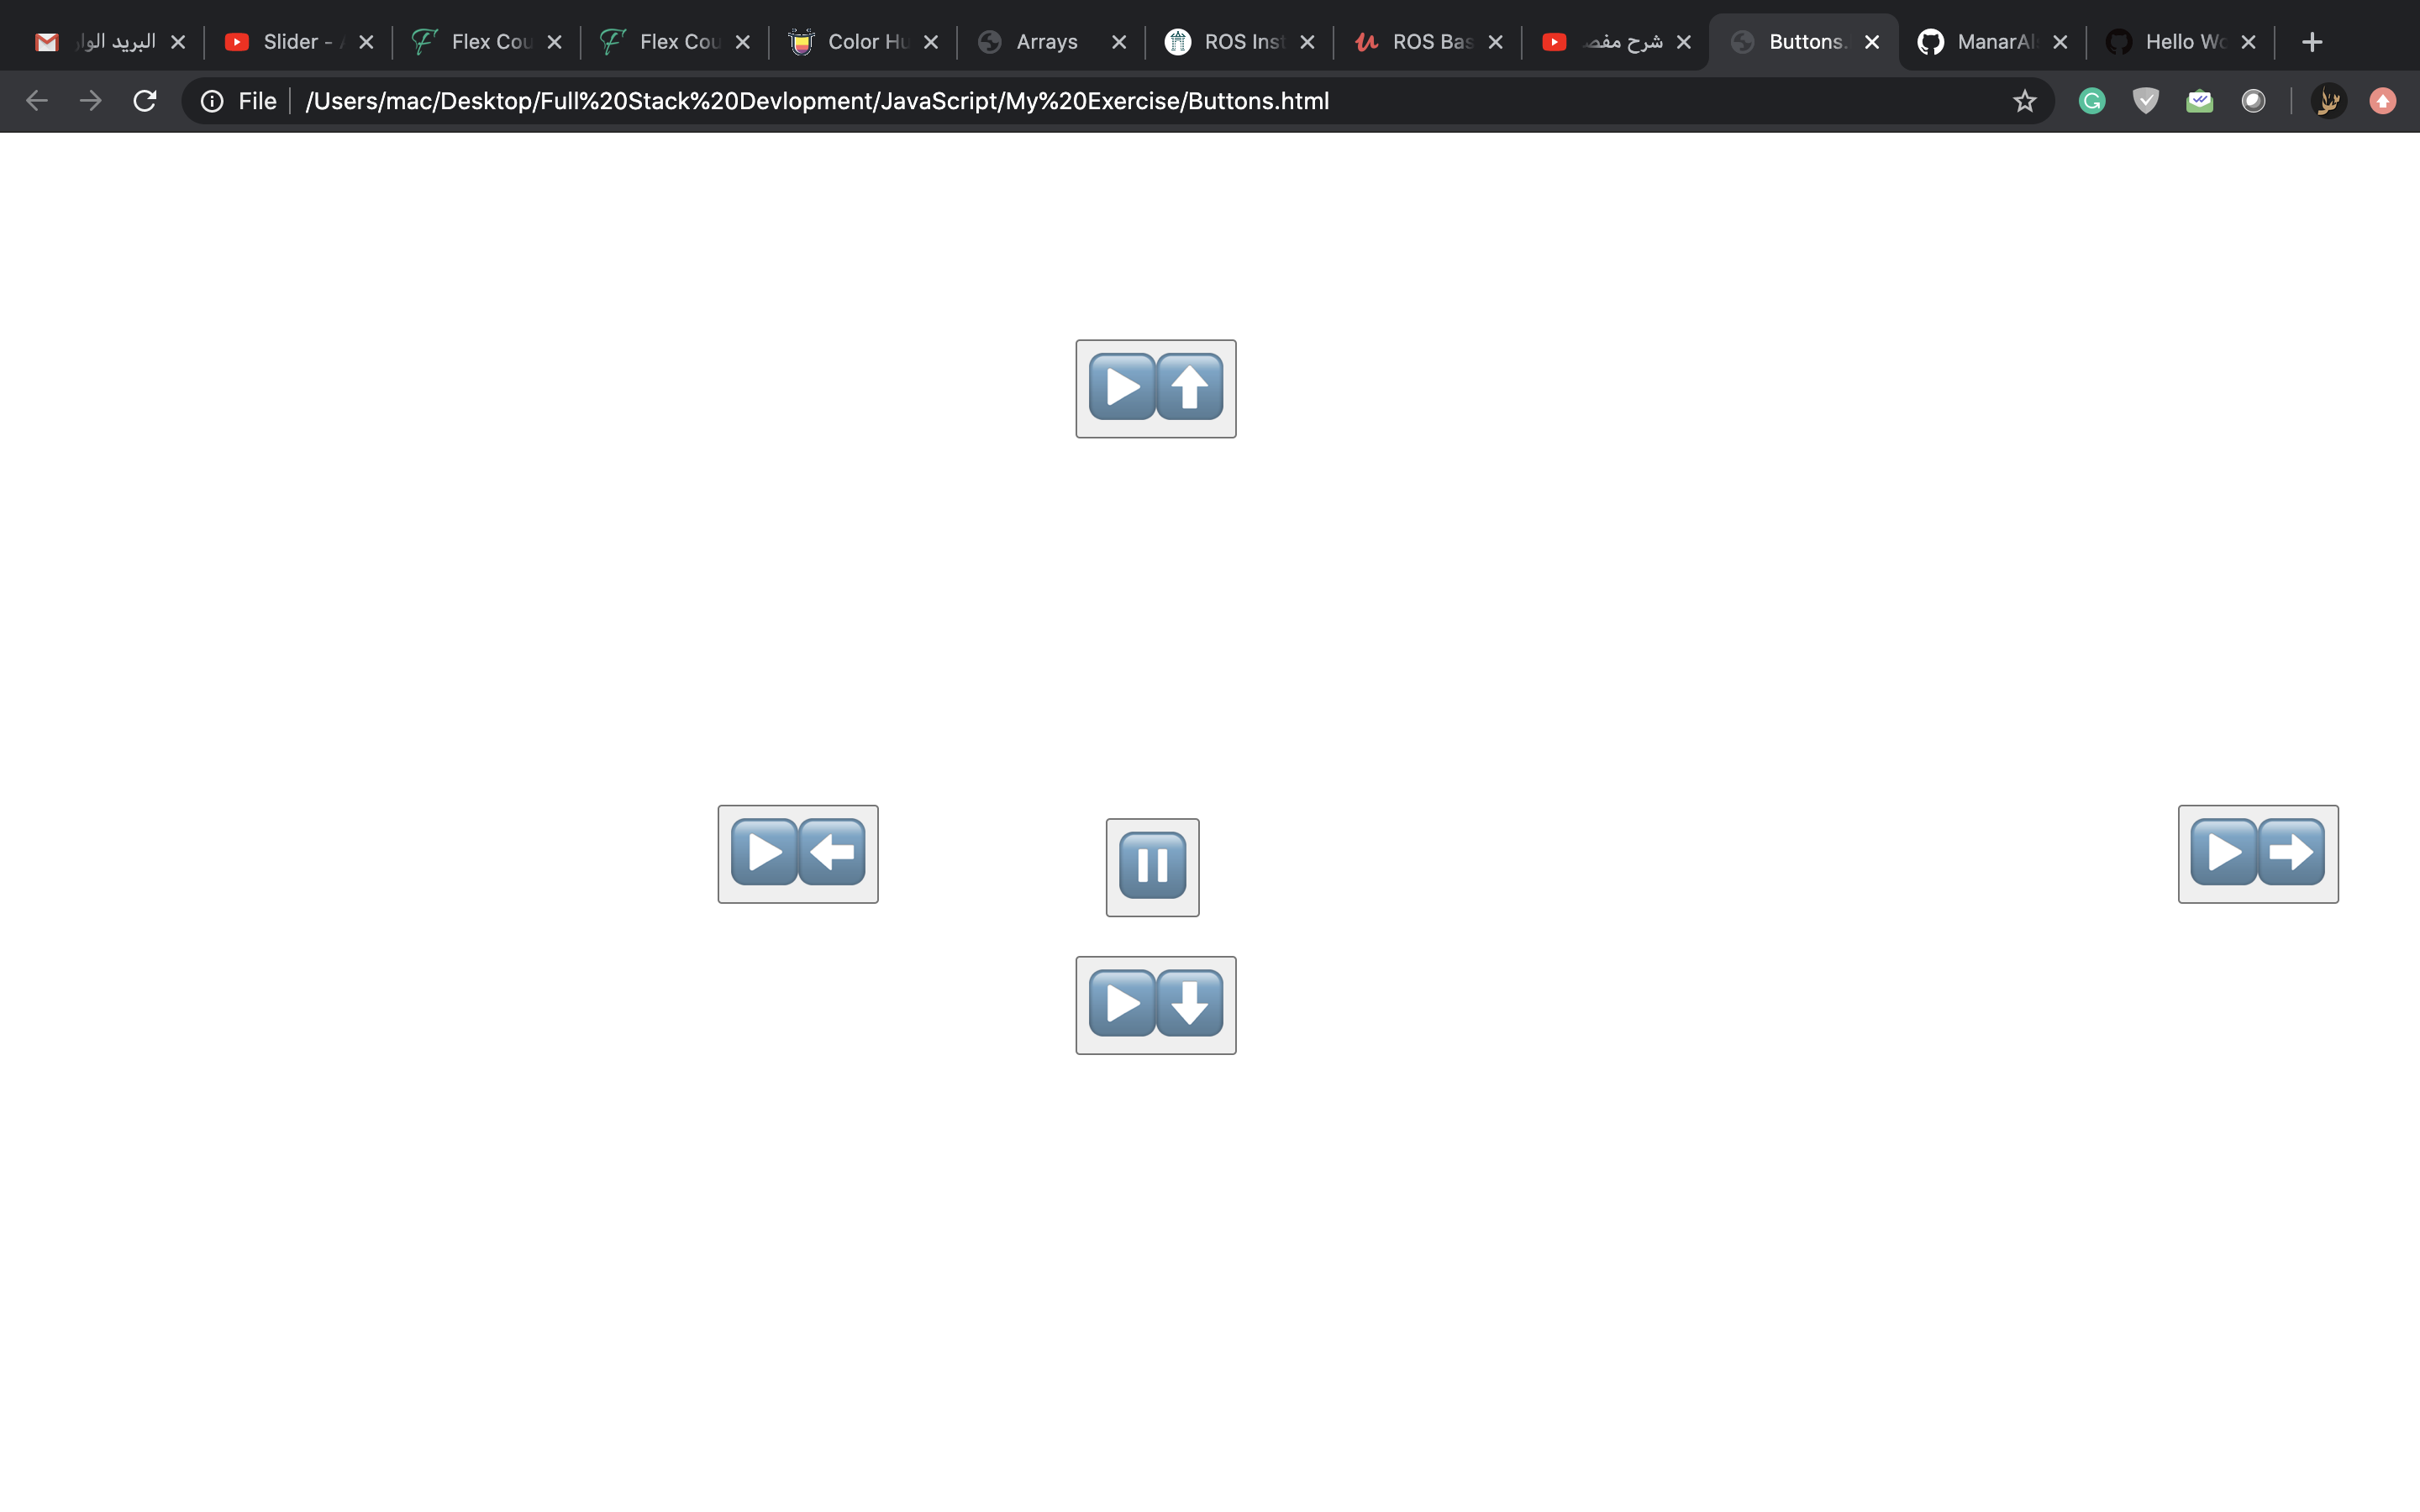 البريد الوار
Slider -
Flex Cou
Flex Cou
Color Hu
Arrays
ROS Inst
ROS Bas
شرح مفص
Buttons.
ManarAl
Hello Wo
File
/Users/mac/Desktop/Full%20Stack%20Devlopment/JavaScript/My%20Exercise/Buttons.html
▶️⬆️
▶️⬅️
⏸
▶️➡️
▶️⬇️